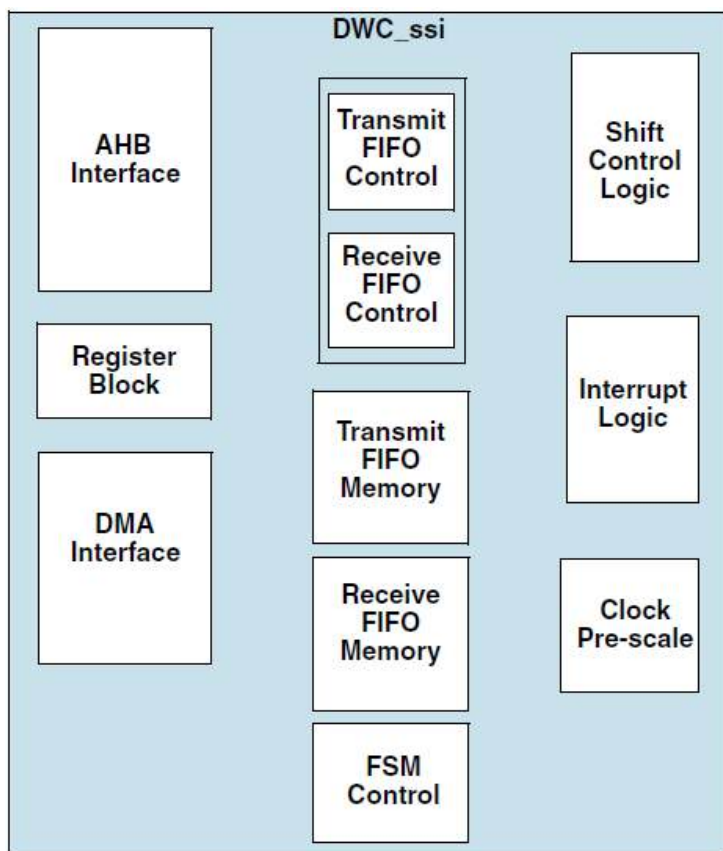 DWC_ssi
AHB
Interface
Register
Block
DMA
Interface
Transmit
FIFO
Control
Receive
FIFO
Control
Transmit
FIFO
Memory
Receive
FIFO
Memory
FSM
Control
Shift
Control
Logic
Interrupt
Logic
Clock
Pre-scale